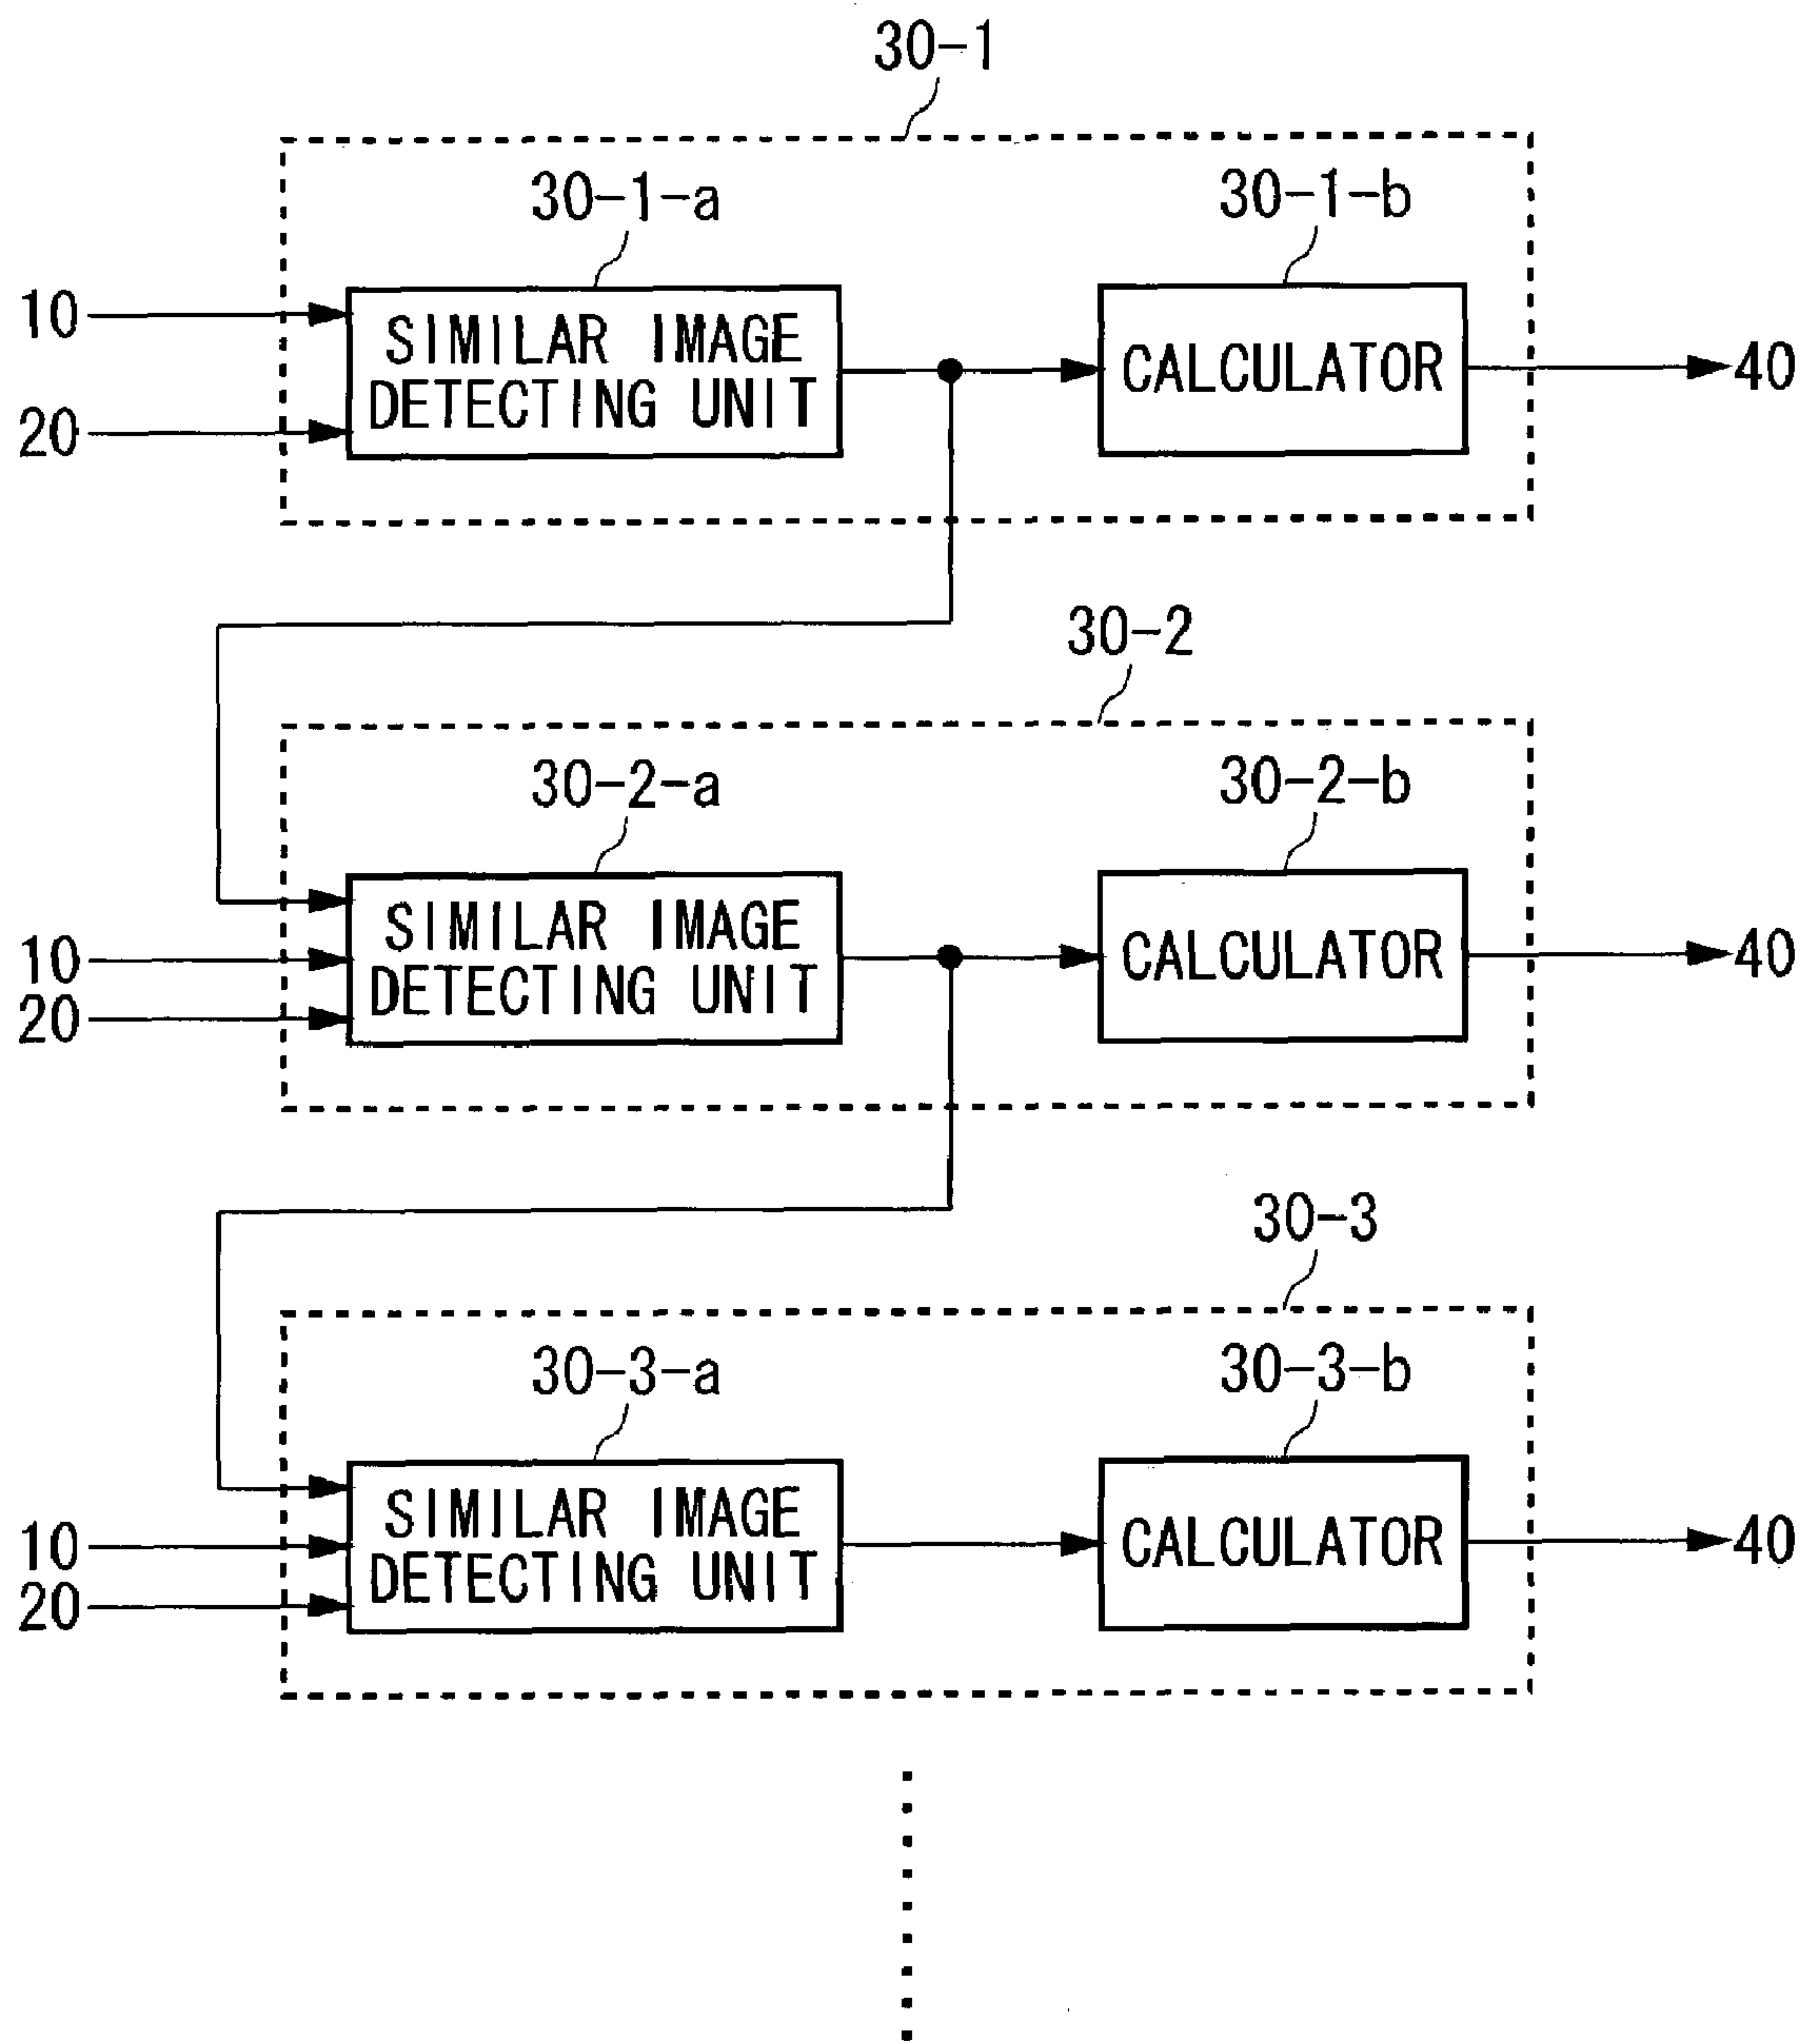 30-1
30-1-a
30-1-b
10
SIMILAR IMAGE
DETECTING UNIT
CALCULATOR
40
20
30-2
30-2-a
30-2-b
10
SIMILAR IMAGE
DETECTING UNIT
CALCULATOR
40
20
30-3
30-3-a
30-3-b
10
SIMILAR IMAGE
DETECTING UNIT
CALCULATOR
40
20